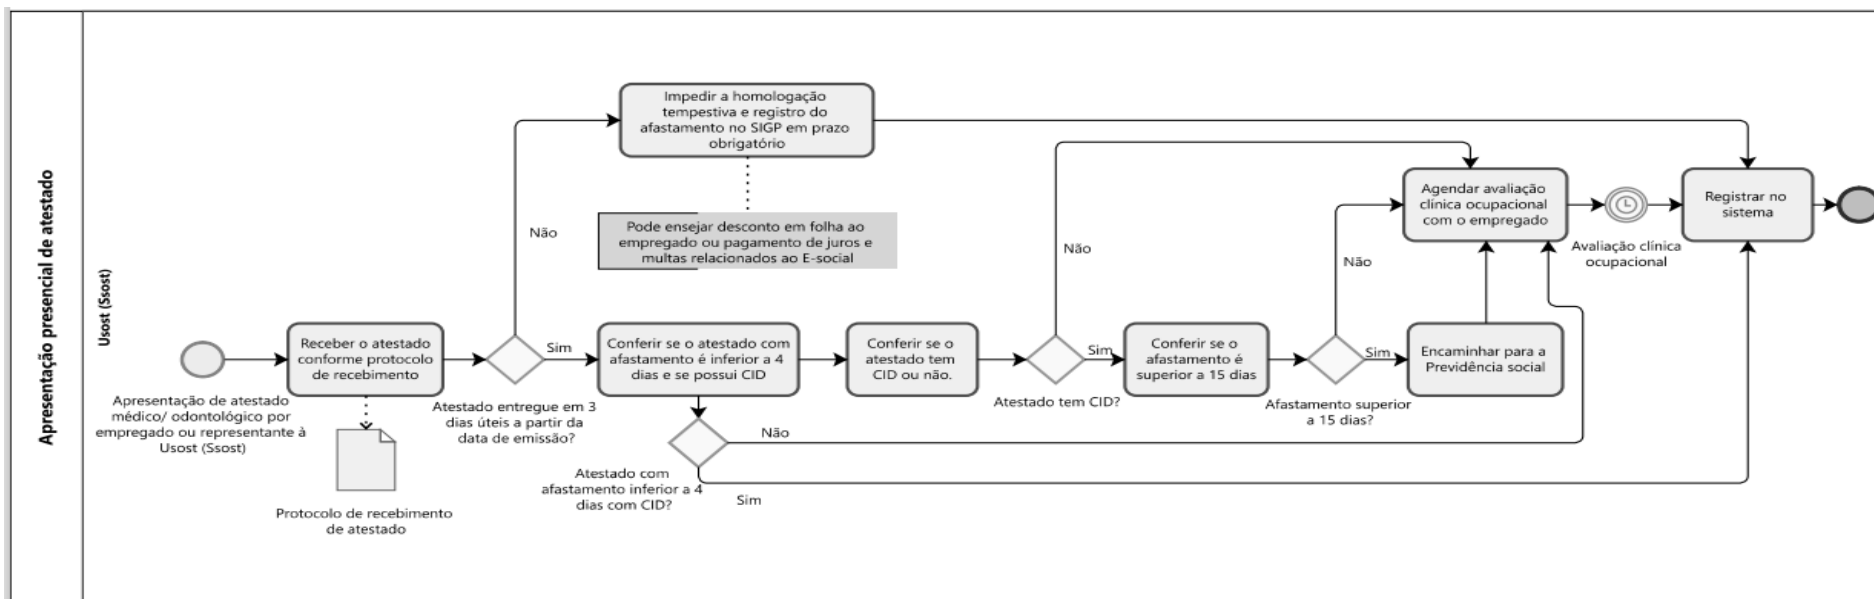 Apresentação presencial de atestado
Usost (Ssost)
Apresentação de atestado
médico/ odontológico por
empregado ou representante à
Usost (Ssost)
Receber o atestado
conforme protocolo
de recebimento
Protocolo de recebimento
de atestado
Atestado entregue em 3
dias úteis a partir da
data de emissão?
Não
Impedir a homologação
tempestiva e registro do
afastamento no SIGP em prazo
obrigatório
Pode ensejar desconto em folha ao
empregado ou pagamento de juros e
multas relacionados ao E-social
Sim
Conferir se o atestado com
afastamento é inferior a 4
dias e se possui CID
Atestado com
afastamento inferior a 4
dias com CID?
Não
Sim
Conferir se o
atestado tem
CID ou não.
Atestado tem CID?
Não
Sim
Conferir se o
afastamento é
superior a 15 dias
Afastamento superior
a 15 dias?
Não
Sim
Encaminhar para a
Previdência social
Agendar avaliação
clínica ocupacional
com o empregado
Avaliação clínica
ocupacional
Registrar no
sistema